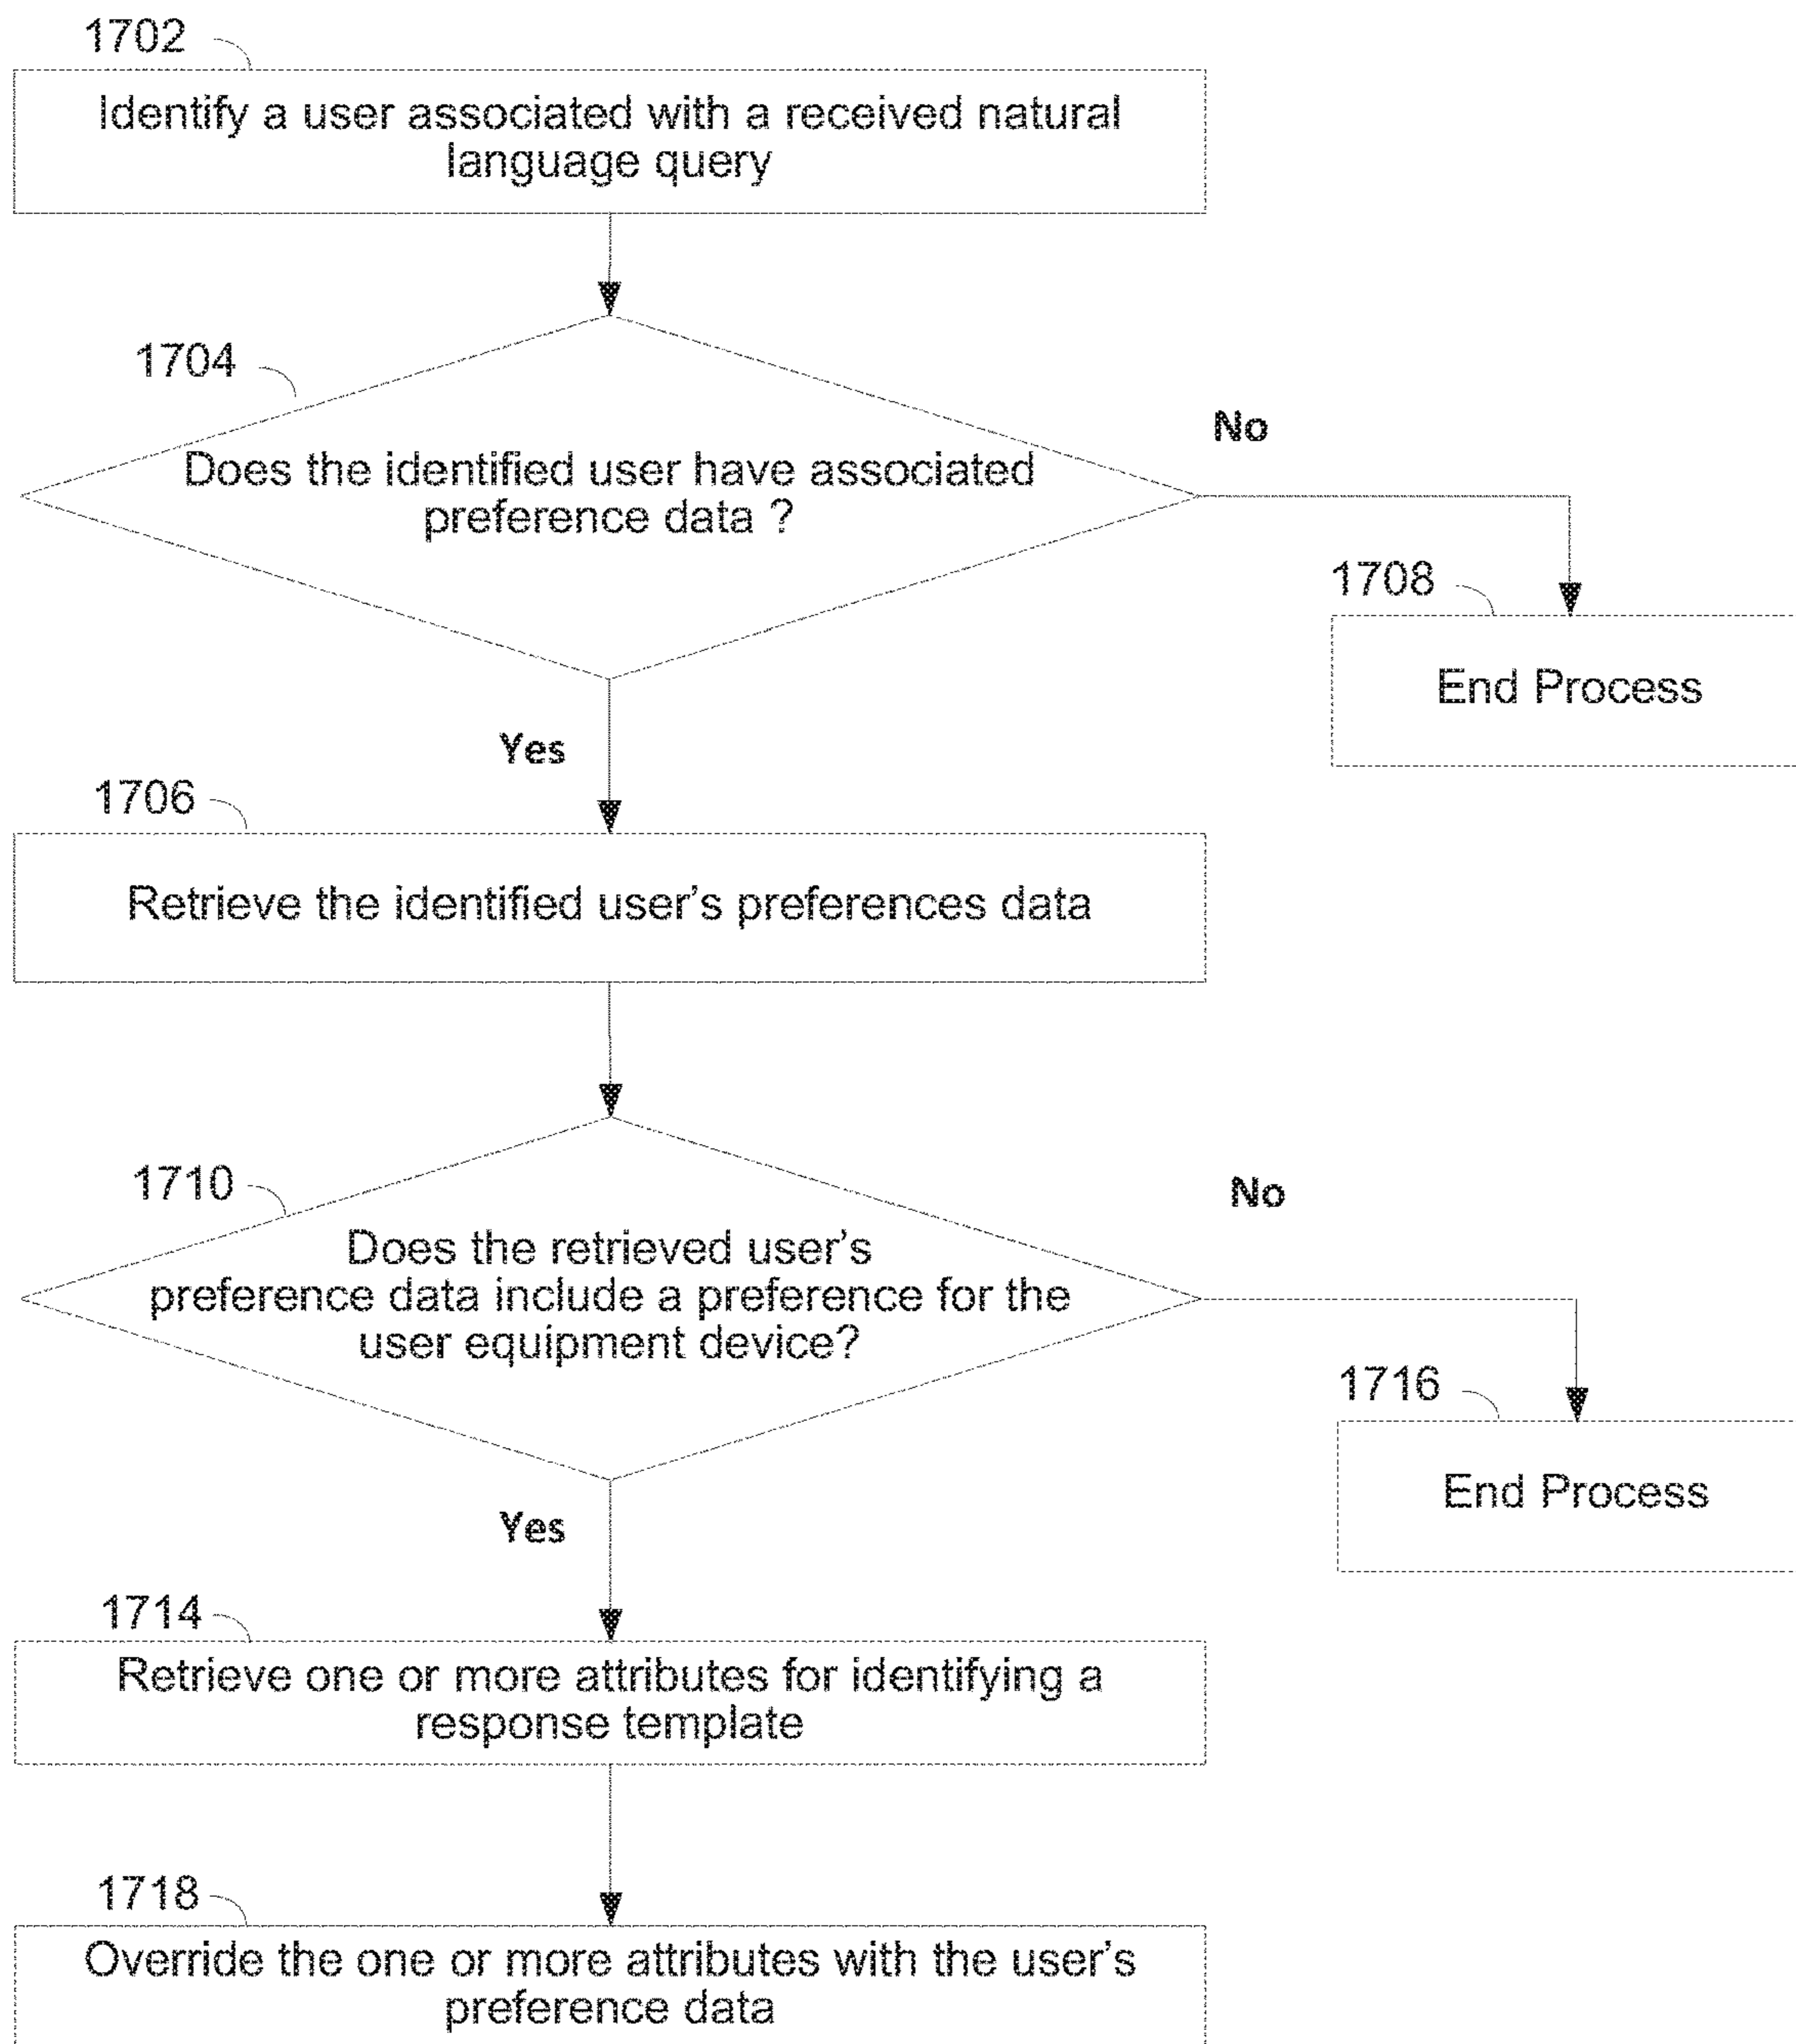 1702
Identify a user associated with a received natural
language query
1704
Does the identified user have associated
preference data ?
No
1708
End Process
Yes
1706
Retrieve the identified user's preferences data
1710
Does the retrieved user's
preference data include a preference for the
user equipment device?
No
1716
End Process
Yes
1714
Retrieve one or more attributes for identifying a
response template
1718
Override the one or more attributes with the user's
preference data